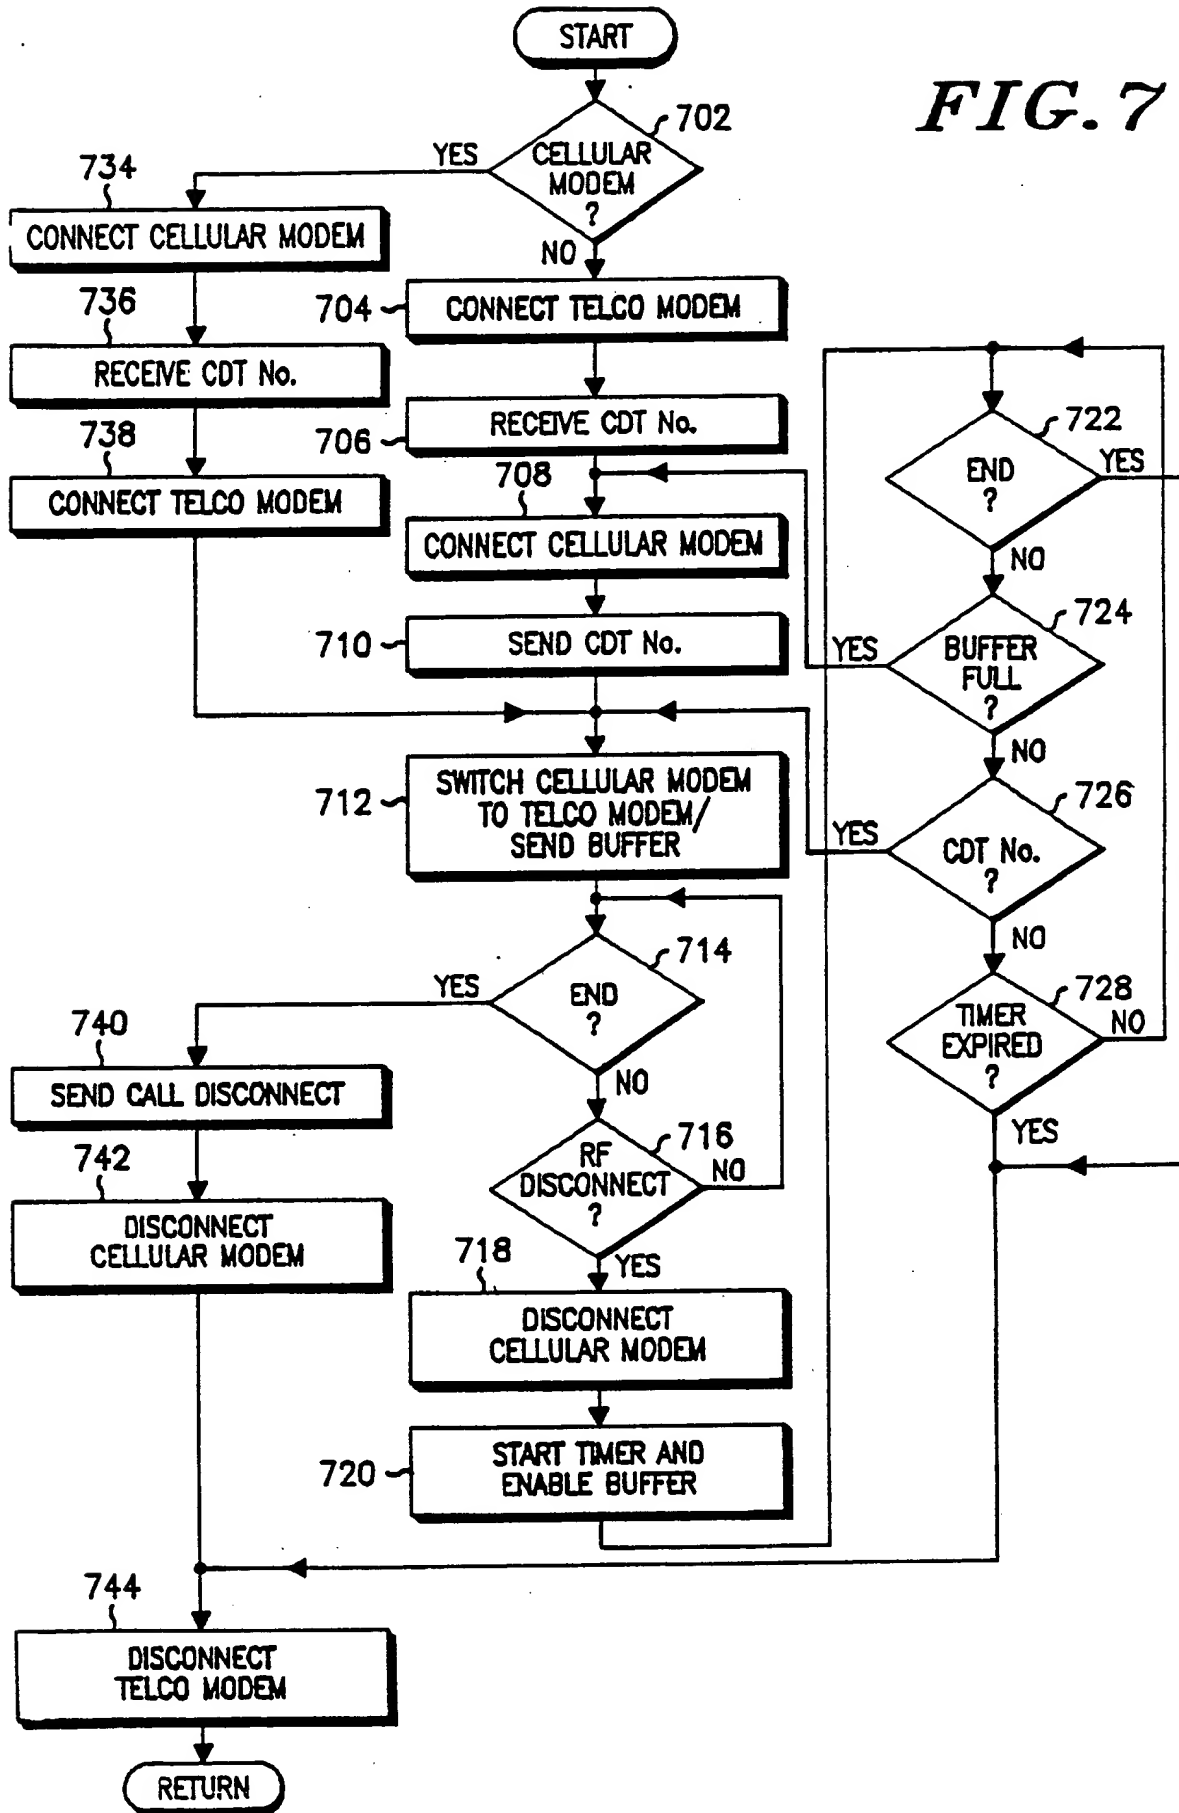 START
FIG. 7
702
CELLULAR
MODEM
?
YES
NO
734
CONNECT CELLULAR MODEM
736
RECEIVE CDT No.
738
CONNECT TELCO MODEM
704
CONNECT TELCO MODEM
706
RECEIVE CDT No.
708
CONNECT CELLULAR MODEM
710
SEND CDT No.
712
SWITCH CELLULAR MODEM
TO TELCO MODEM/
SEND BUFFER
714
END
?
YES
NO
716
RF
DISCONNECT
?
NO
YES
718
DISCONNECT
CELLULAR MODEM
720
START TIMER AND
ENABLE BUFFER
722
END
?
YES
NO
724
BUFFER
FULL
?
YES
NO
726
CDT No.
?
YES
NO
728
TIMER
EXPIRED
?
NO
YES
740
SEND CALL DISCONNECT
742
DISCONNECT
CELLULAR MODEM
744
DISCONNECT
TELCO MODEM
RETURN